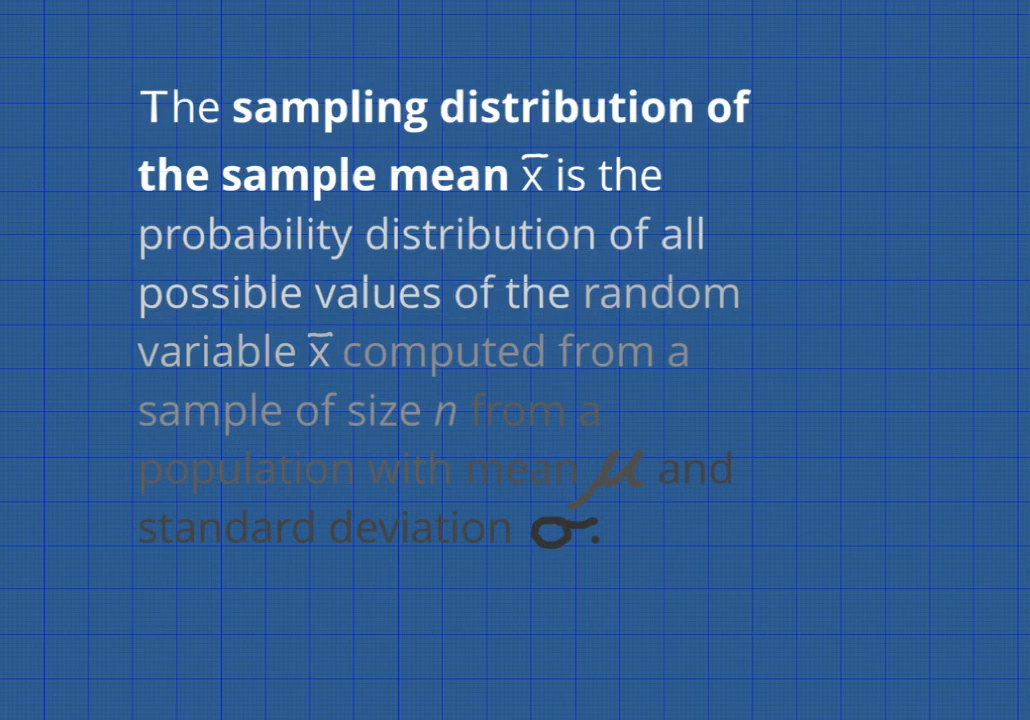 The sampling distribution of
the sample mean x̅ is the
probability distribution of all
possible values of the random
variable x̅ computed from a
sample of size n from a
population with mean μ and
standard deviation σ.